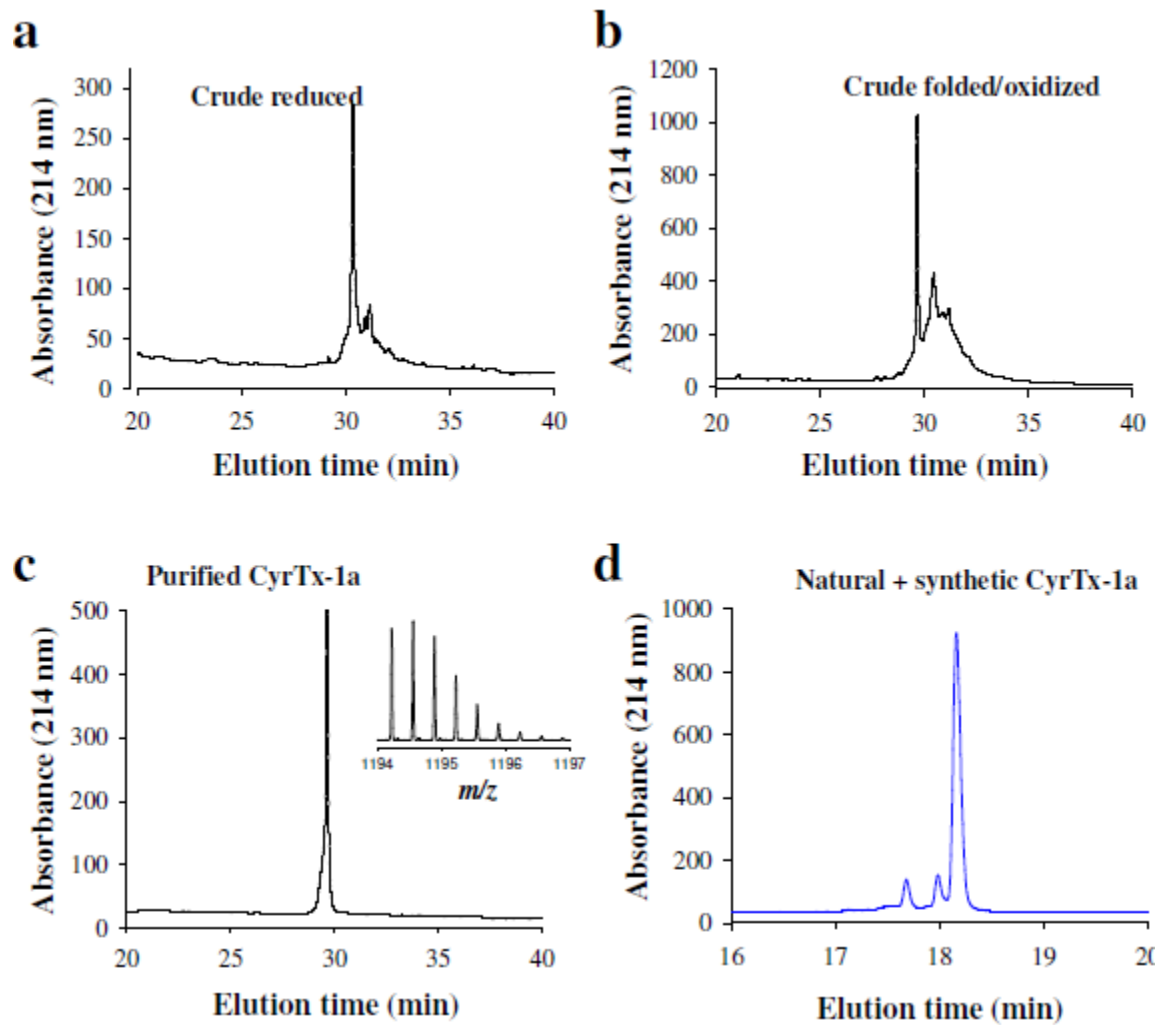 a
Crude reduced
Absorbance (214 nm)
300
250
200
150
100
50
0
20 25 30 35 40
Elution time (min)
b
Crude folded/oxidized
Absorbance (214 nm)
1200
1000
800
600
400
200
0
20 25 30 35 40
Elution time (min)
c
Purified CyrTx-1a
Absorbance (214 nm)
500
400
300
200
100
0
1194 1195 1196 1197
m/z
20 25 30 35 40
Elution time (min)
d
Natural + synthetic CyrTx-1a
Absorbance (214 nm)
1000
800
600
400
200
0
16 17 18 19 20
Elution time (min)